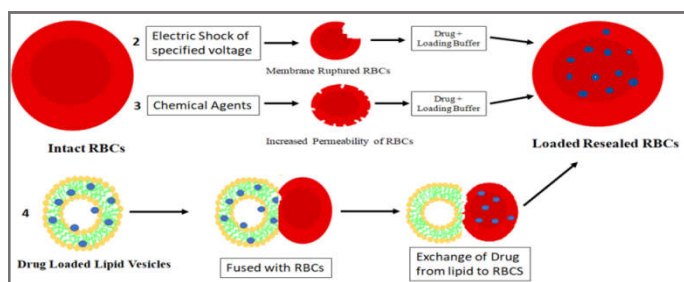 2 Electric Shock of
specified voltage
Membrane Ruptured RBCs
Drug +
Loading Buffer
3 Chemical Agents
Increased Permeability of RBCs
Drug +
Loading Buffer
Intact RBCs
Loaded Resealed RBCs
4
Drug Loaded Lipid Vesicles
Fused with RBCs
Exchange of Drug
from lipid to RBCS